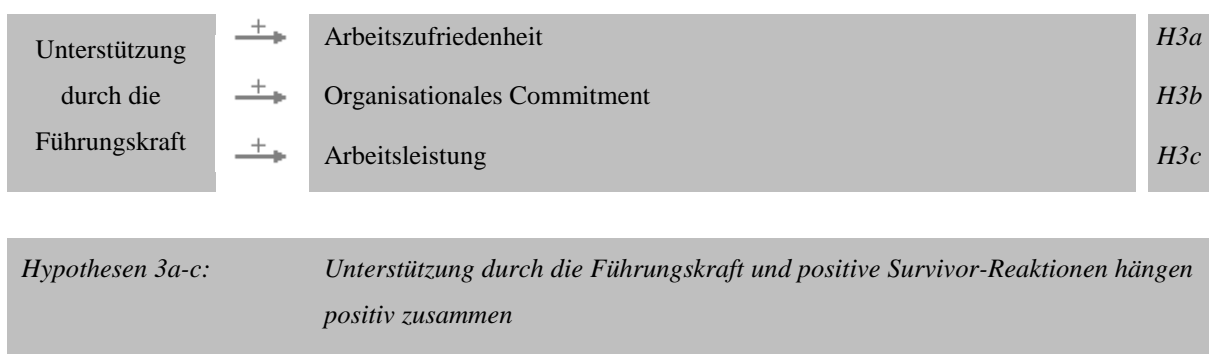 Unterstützung
durch die
Führungskraft
+ Arbeitszufriedenheit H3a
+ Organisationales Commitment H3b
+ Arbeitsleistung H3c
Hypothesen 3a-c: Unterstützung durch die Führungskraft und positive Survivor-Reaktionen hängen
positiv zusammen